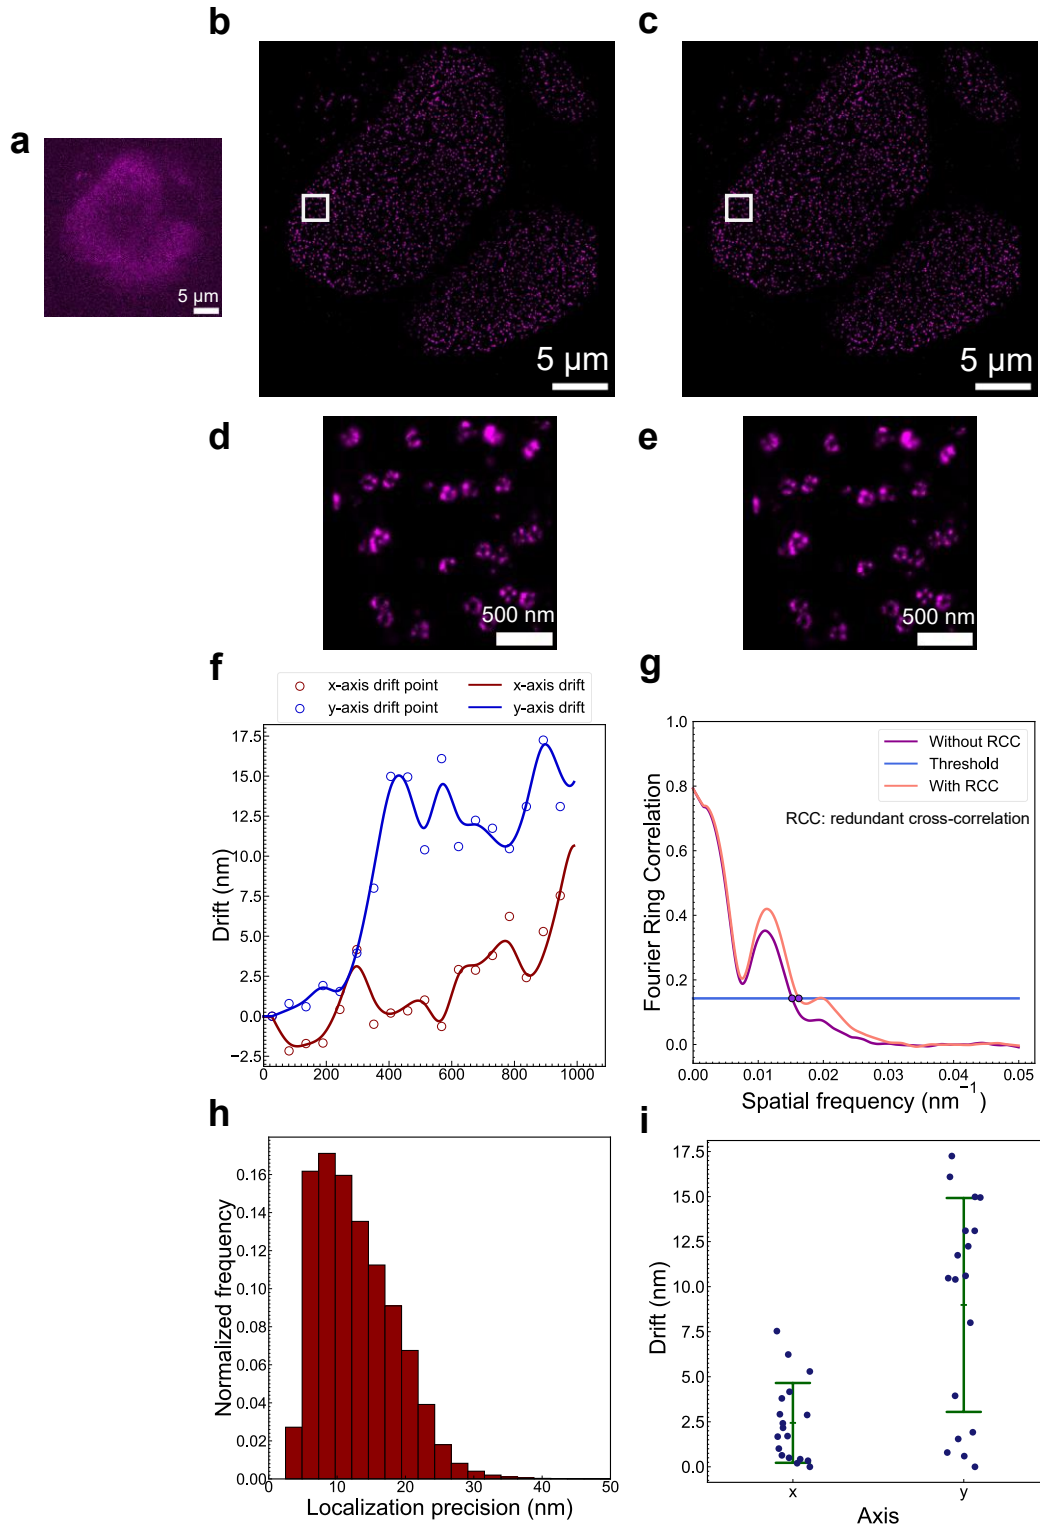 b
c
a
5 µm
5 µm
5 µm
d
e
500 nm
500 nm
f
x-axis drift point
x-axis drift
y-axis drift point
y-axis drift
Drift (nm)
17.5
15.0
12.5
10.0
7.5
5.0
2.5
0.0
−2.5
0
200
400
600
800
1000
g
Fourier Ring Correlation
1.0
0.8
0.6
0.4
0.2
0.0
Without RCC
Threshold
With RCC
RCC: redundant cross-correlation
0.00
0.01
0.02
0.03
0.04
0.05
Spatial frequency (nm−1)
h
Normalized frequency
0.16
0.14
0.12
0.10
0.08
0.06
0.04
0.02
0.00
0
10
20
30
40
50
Localization precision (nm)
i
Drift (nm)
17.5
15.0
12.5
10.0
7.5
5.0
2.5
0.0
x
y
Axis